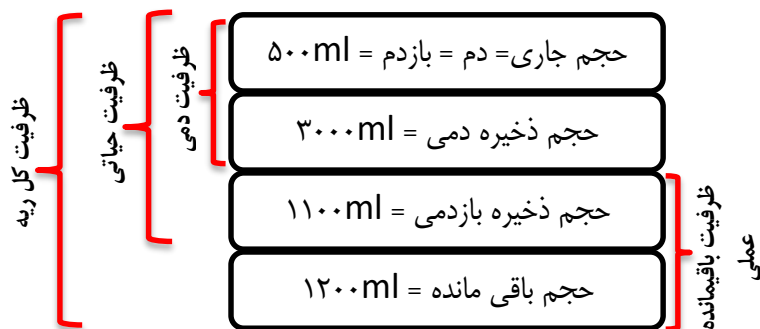 حجم جاری= دم = بازدم = ۵۰۰ml
حجم ذخیره دمی = ۳۰۰۰ml
حجم ذخیره بازدمی = ۱۱۰۰ml
حجم باقی مانده = ۱۲۰۰ml
ظرفیت دمی
ظرفیت حیاتی
ظرفیت کل ریه
ظرفیت باقیمانده
عملی